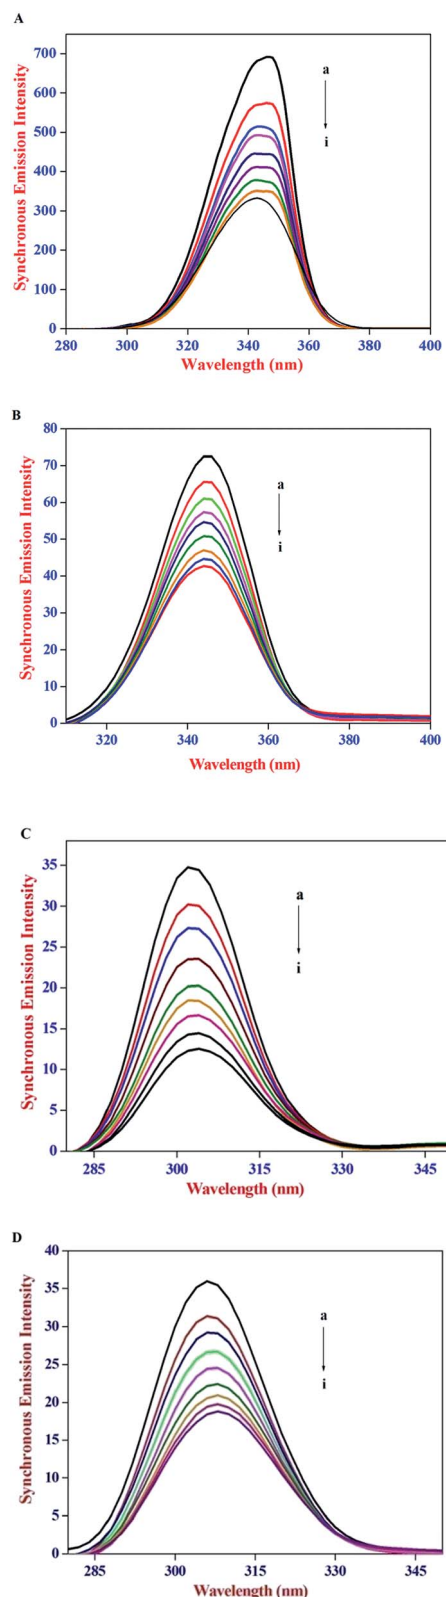 A
700
600
500
400
300
200
100
0
Synchronous Emission Intensity
a
i
280 300 320 340 360 380 400
Wavelength (nm)
B
80
70
60
50
40
30
20
10
0
Synchronous Emission Intensity
a
i
320 340 360 380 400
Wavelength (nm)
C
35
30
25
20
15
10
5
0
Synchronous Emission Intensity
a
i
285 300 315 330 345
Wavelength (nm)
D
40
35
30
25
20
15
10
5
0
Synchronous Emission Intensity
a
i
285 300 315 330 345
Wavelength (nm)